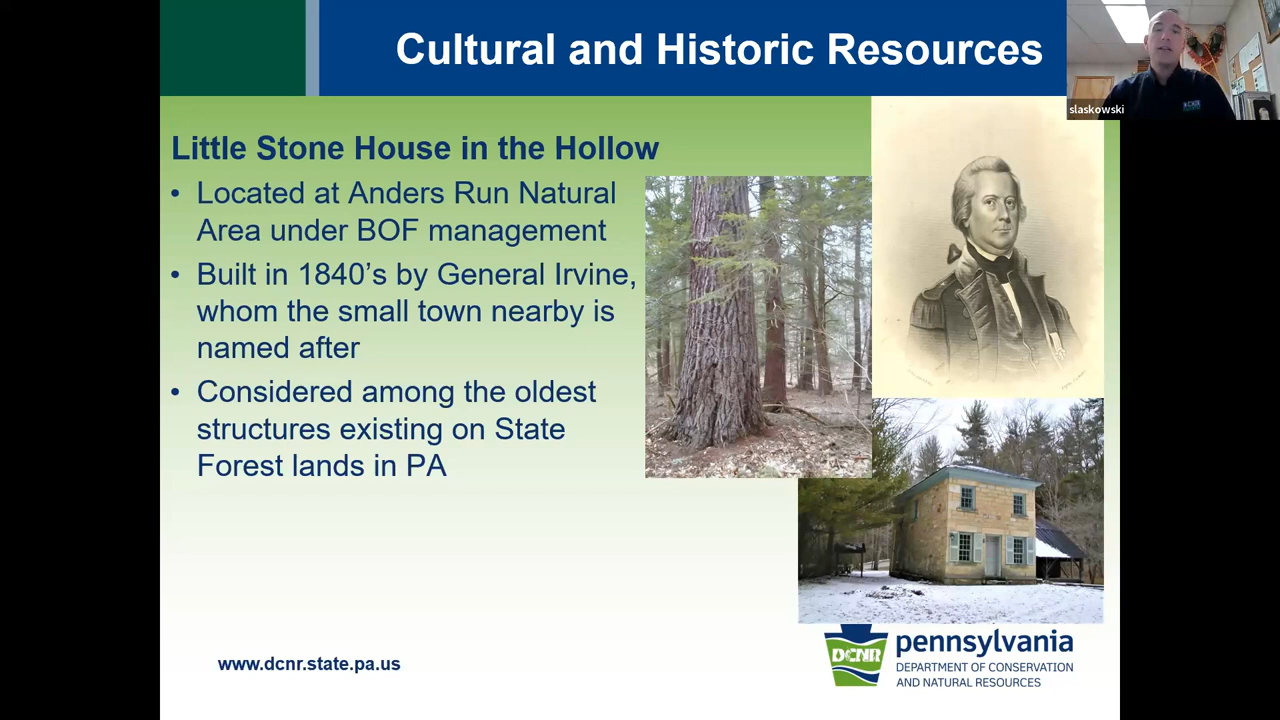 Cultural and Historic Resources
slaskowski
Little Stone House in the Hollow
• Located at Anders Run Natural
Area under BOF management
• Built in 1840’s by General Irvine,
whom the small town nearby is
named after
• Considered among the oldest
structures existing on State
Forest lands in PA
www.dcnr.state.pa.us
DCNR
pennsylvania
DEPARTMENT OF CONSERVATION
AND NATURAL RESOURCES